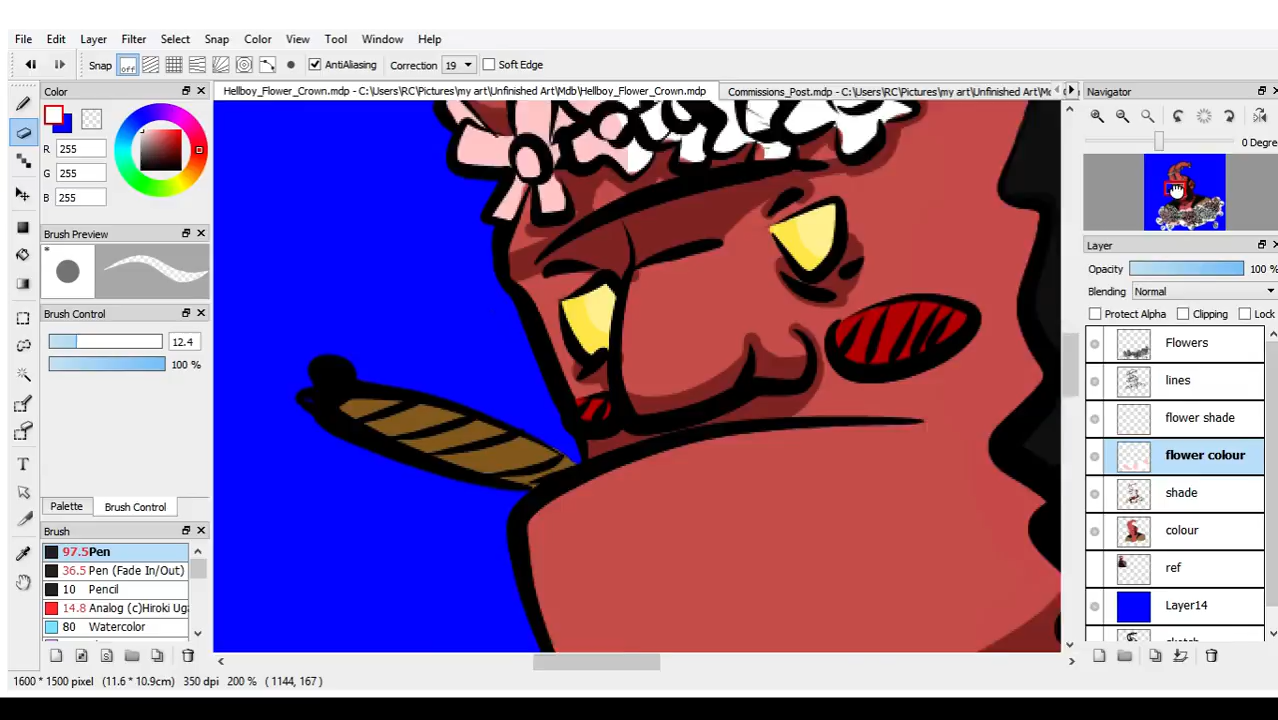 File Edit Layer Filter Select Snap Color View Tool Window Help
Snap off AntiAliasing Correction 19 Soft Edge
Color
Hellboy_Flower_Crown.mdp - C:\Users\RC\Pictures\my art\Unfinished Art\Mdb\Hellboy_Flower_Crown.mdp
Commissions_Post.mdp - C:\Users\RC\Pictures\my art\Unfinished Art\Mdb\C
Navigator
R 255
G 255
B 255
0 Degree
Brush Preview
*
Layer
Opacity 100 %
Blending Normal
Brush Control
Protect Alpha Clipping Lock
12.4
100 %
Flowers
lines
flower shade
flower colour
shade
colour
ref
Layer14
sketch
Palette Brush Control
Brush
97.5 Pen
36.5 Pen (Fade In/Out)
10 Pencil
14.8 Analog (c)Hiroki Ug
80 Watercolor
1600 * 1500 pixel (11.6 * 10.9cm) 350 dpi 200 % ( 1144, 167 )